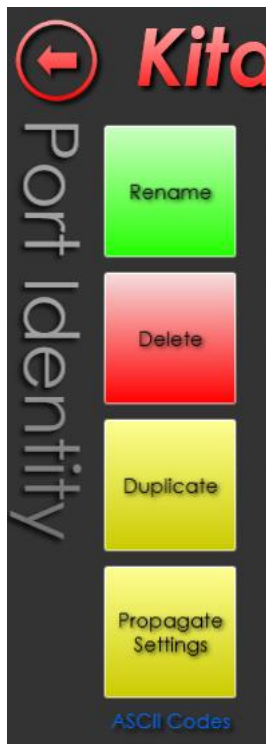 Kita
Port Identity
Rename
Delete
Duplicate
Propagate
Settings
ASCII Codes